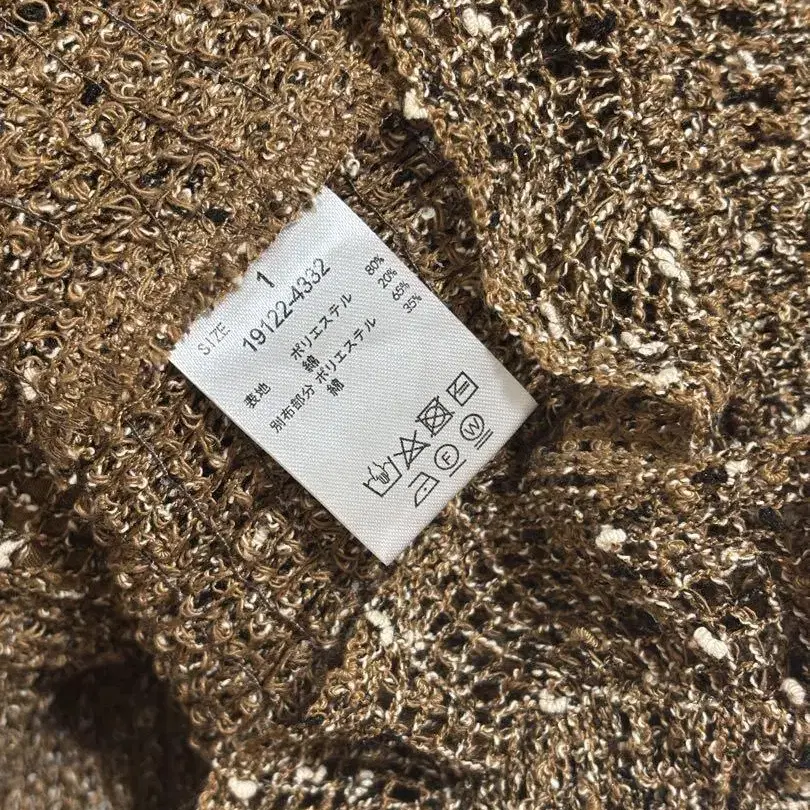 SIZE 1
19122-4332
表地 ポリエステル 80%
綿 20%
別布部分 ポリエステル 65%
綿 35%
F W